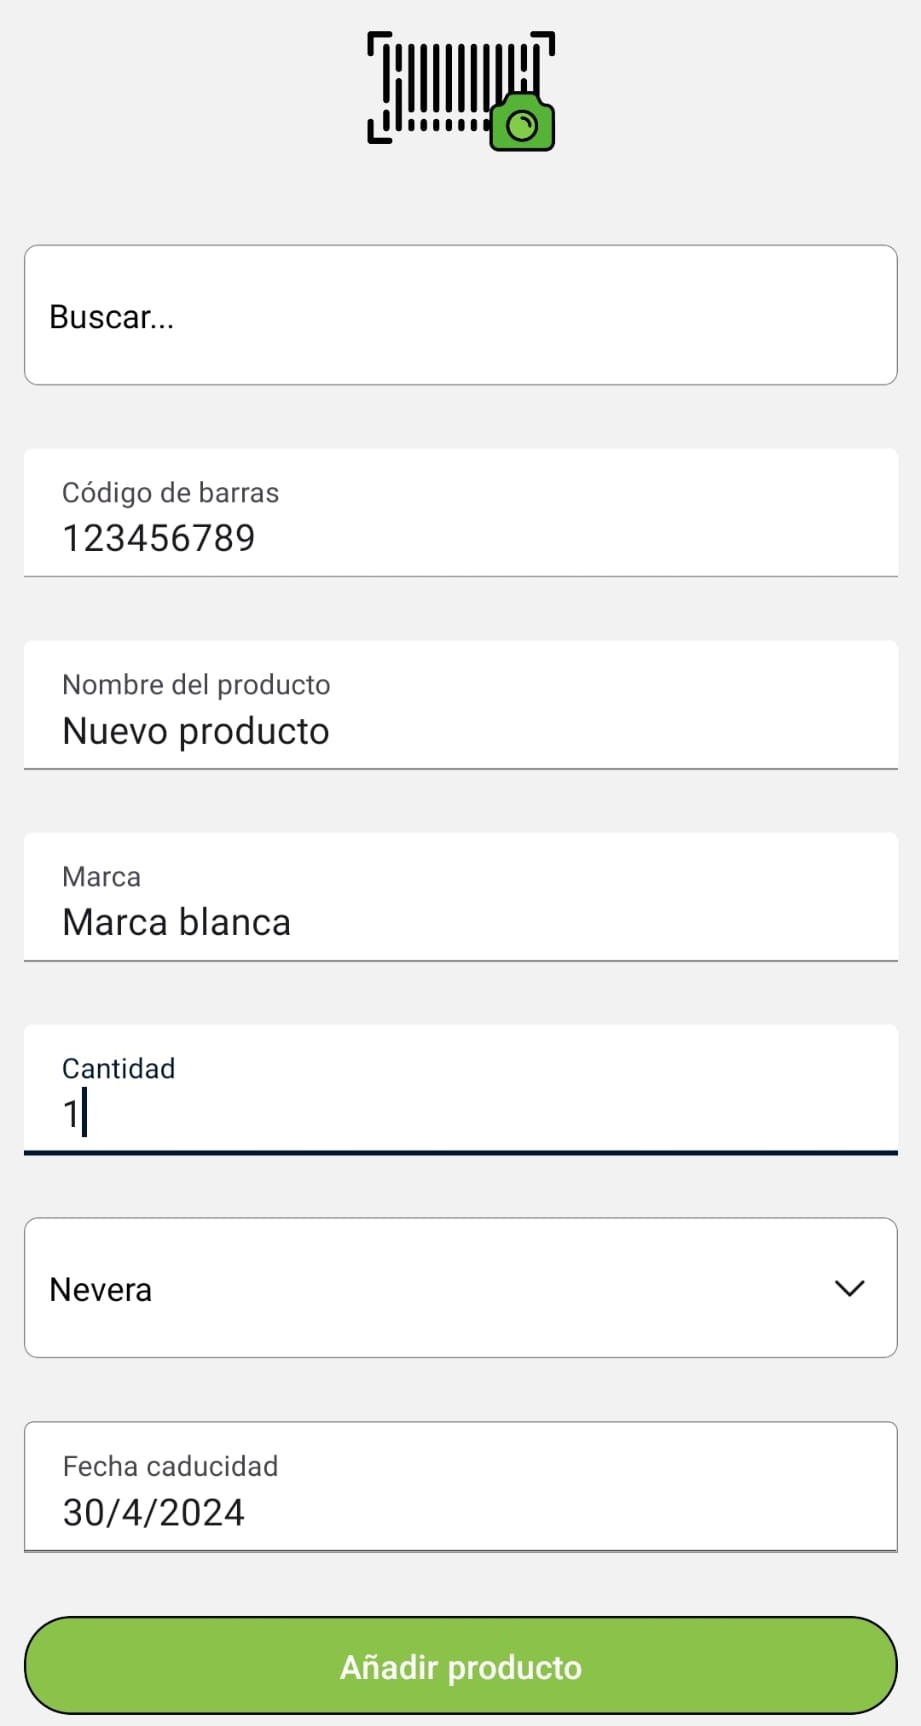 Buscar...
Código de barras
123456789
Nombre del producto
Nuevo producto
Marca
Marca blanca
Cantidad
1
Nevera
Fecha caducidad
30/4/2024
Añadir producto